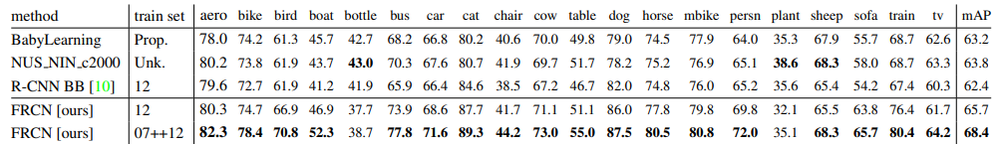 method train set aero bike bird boat bottle bus car cat chair cow table dog horse mbike persn plant sheep sofa train tv mAP
BabyLearning Prop. 78.0 74.2 61.3 45.7 42.7 68.2 66.8 80.2 40.6 70.0 49.8 79.0 74.5 77.9 64.0 35.3 67.9 55.7 68.7 62.6 63.2
NUS_NIN_c2000 Unk. 80.2 73.8 61.9 43.7 43.0 70.3 67.6 80.7 41.9 69.7 51.7 78.2 75.2 76.9 65.1 38.6 68.3 58.0 68.7 63.3 63.8
R-CNN BB [10] 12 79.6 72.7 61.9 41.2 41.9 65.9 66.4 84.6 38.5 67.2 46.7 82.0 74.8 76.0 65.2 35.6 65.4 54.2 67.4 60.3 62.4
FRCN [ours] 12 80.3 74.7 66.9 46.9 37.7 73.9 68.6 87.7 41.7 71.1 51.1 86.0 77.8 79.8 69.8 32.1 65.5 63.8 76.4 61.7 65.7
FRCN [ours] 07++12 82.3 78.4 70.8 52.3 38.7 77.8 71.6 89.3 44.2 73.0 55.0 87.5 80.5 80.8 72.0 35.1 68.3 65.7 80.4 64.2 68.4